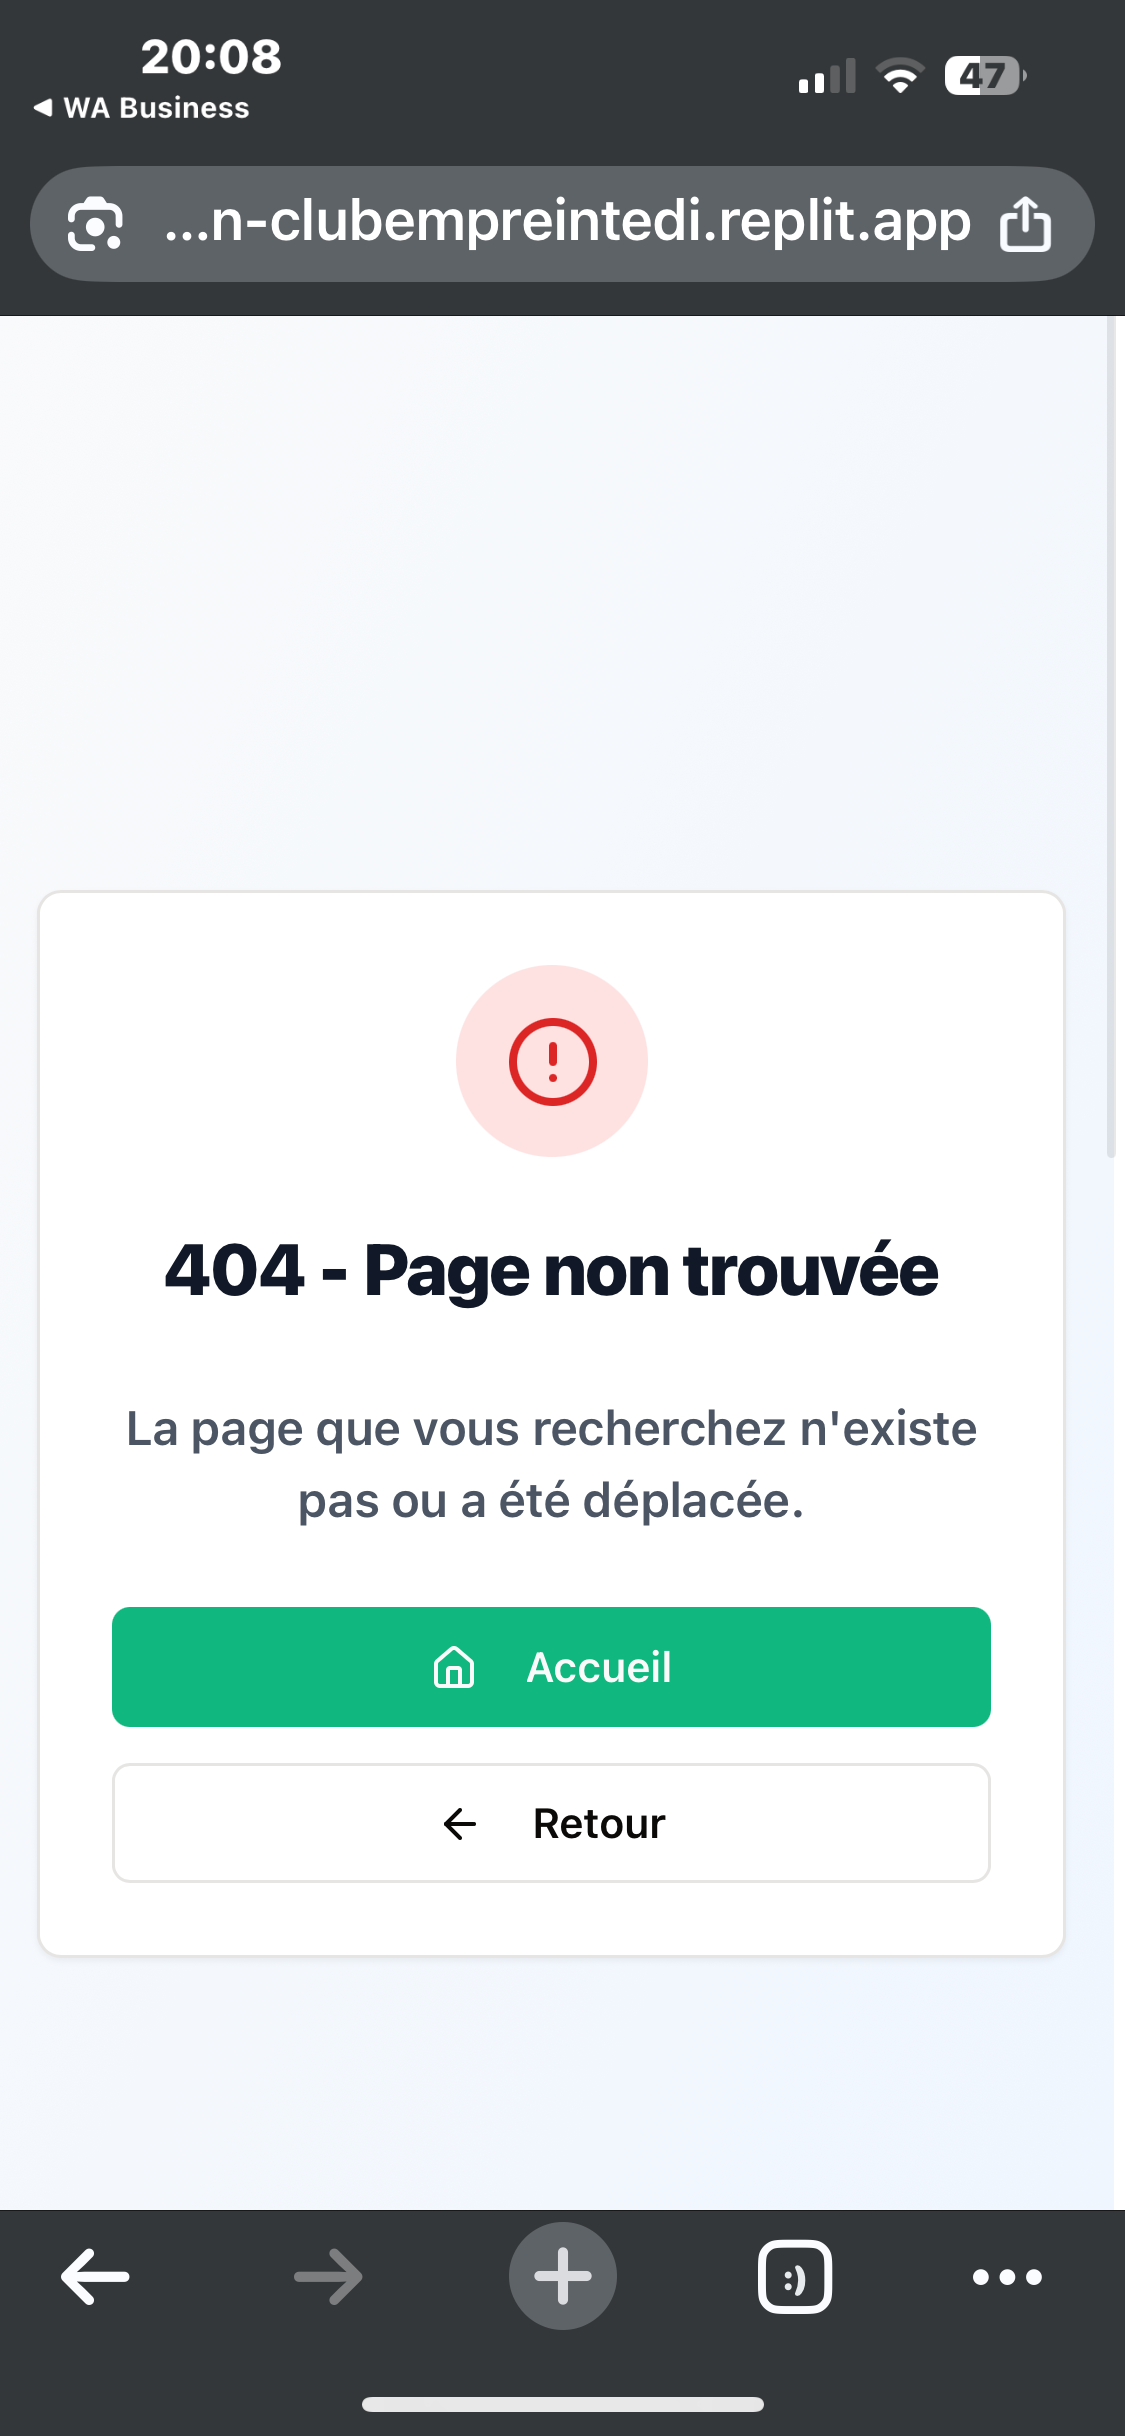 20:08
47
◀ WA Business
...n-clubempreintedi.replit.app
404 - Page non trouvée
La page que vous recherchez n'existe
pas ou a été déplacée.
Accueil
Retour
:)